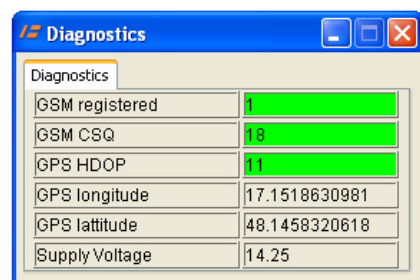 Diagnostics
Diagnostics
GSM registered 1
GSM CSQ 18
GPS HDOP 11
GPS longitude 17.1518630981
GPS lattitude 48.1458320618
Supply Voltage 14.25